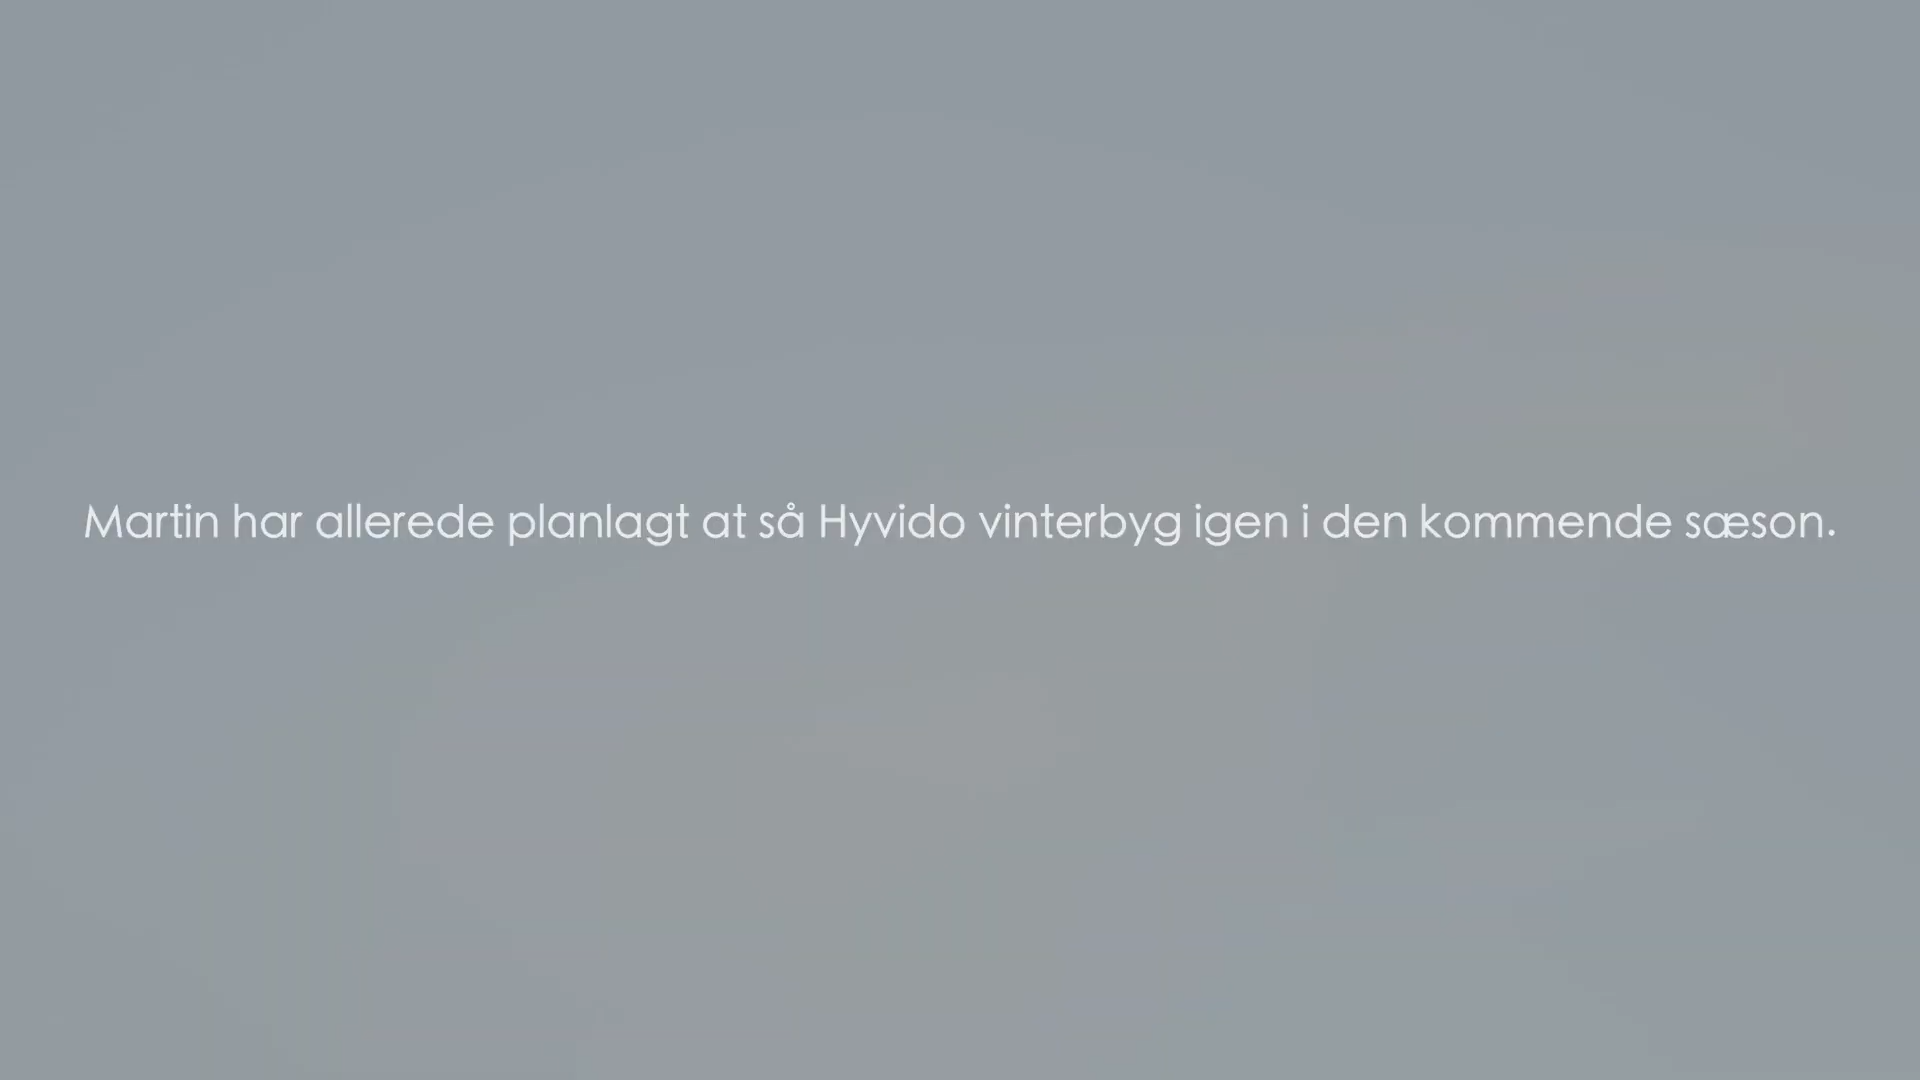 Martin har allerede planlagt at så Hyvido vinterbyg igen i den kommende sæson.